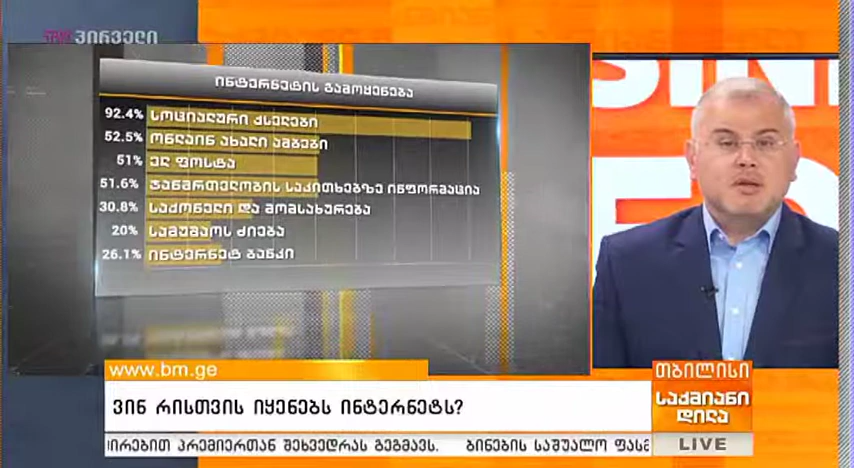 პირველი
ინტერნეტის გამოყენება
92.4% სოციალური ქსელები
52.5% ონლაინ ახალი ამბები
51% ელ ფოსტა
51.6% ჯანმრთელობის საკითხებზე ინფორმაცია
30.8% საქონელი და მომსახურება
20% სამუშაოს ძიება
26.1% ინტერნეტ ბანკი
www.bm.ge
ვინ რისთვის იყენებს ინტერნეტს?
თბილისი
საქმიანი
დილა
LIVE
პრემიერთან შეხვედრას გეგმავს. ბინების საშუალო